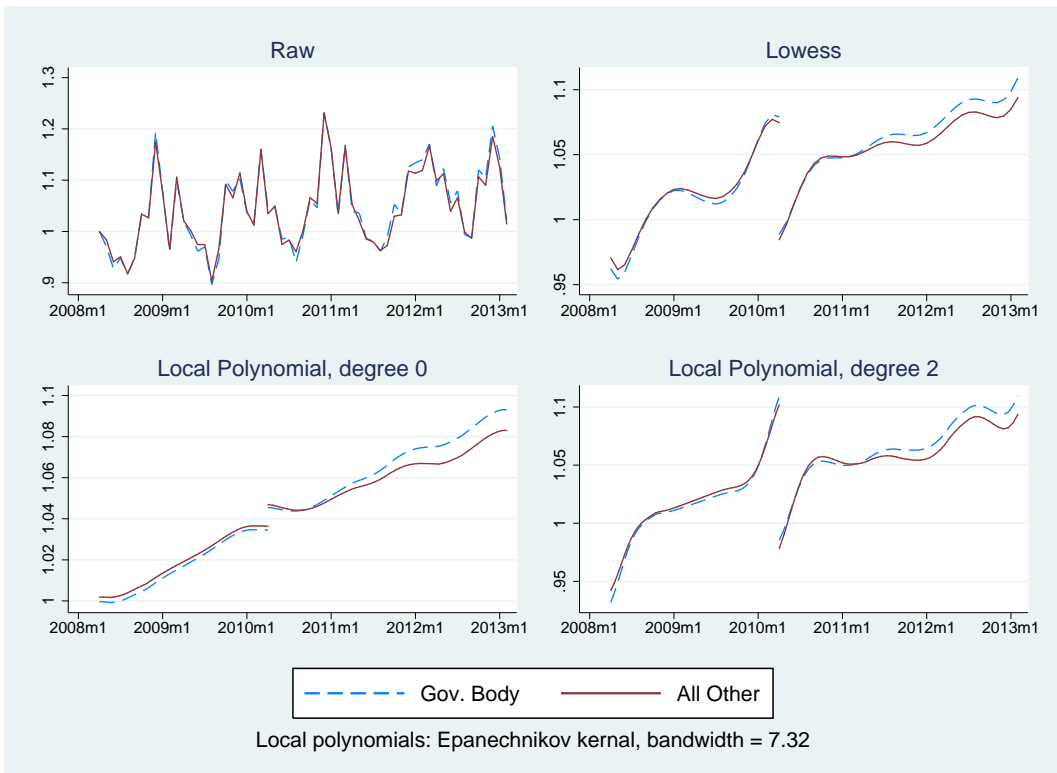 Raw
1.3
1.2
1.1
1
.9
2008m1 2009m1 2010m1 2011m1 2012m1 2013m1
Lowess
1.1
1.05
1
.95
2008m1 2009m1 2010m1 2011m1 2012m1 2013m1
Local Polynomial, degree 0
1.1
1.08
1.06
1.04
1.02
1
2008m1 2009m1 2010m1 2011m1 2012m1 2013m1
Local Polynomial, degree 2
1.1
1.05
1
.95
2008m1 2009m1 2010m1 2011m1 2012m1 2013m1
Gov. Body All Other
Local polynomials: Epanechnikov kernal, bandwidth = 7.32